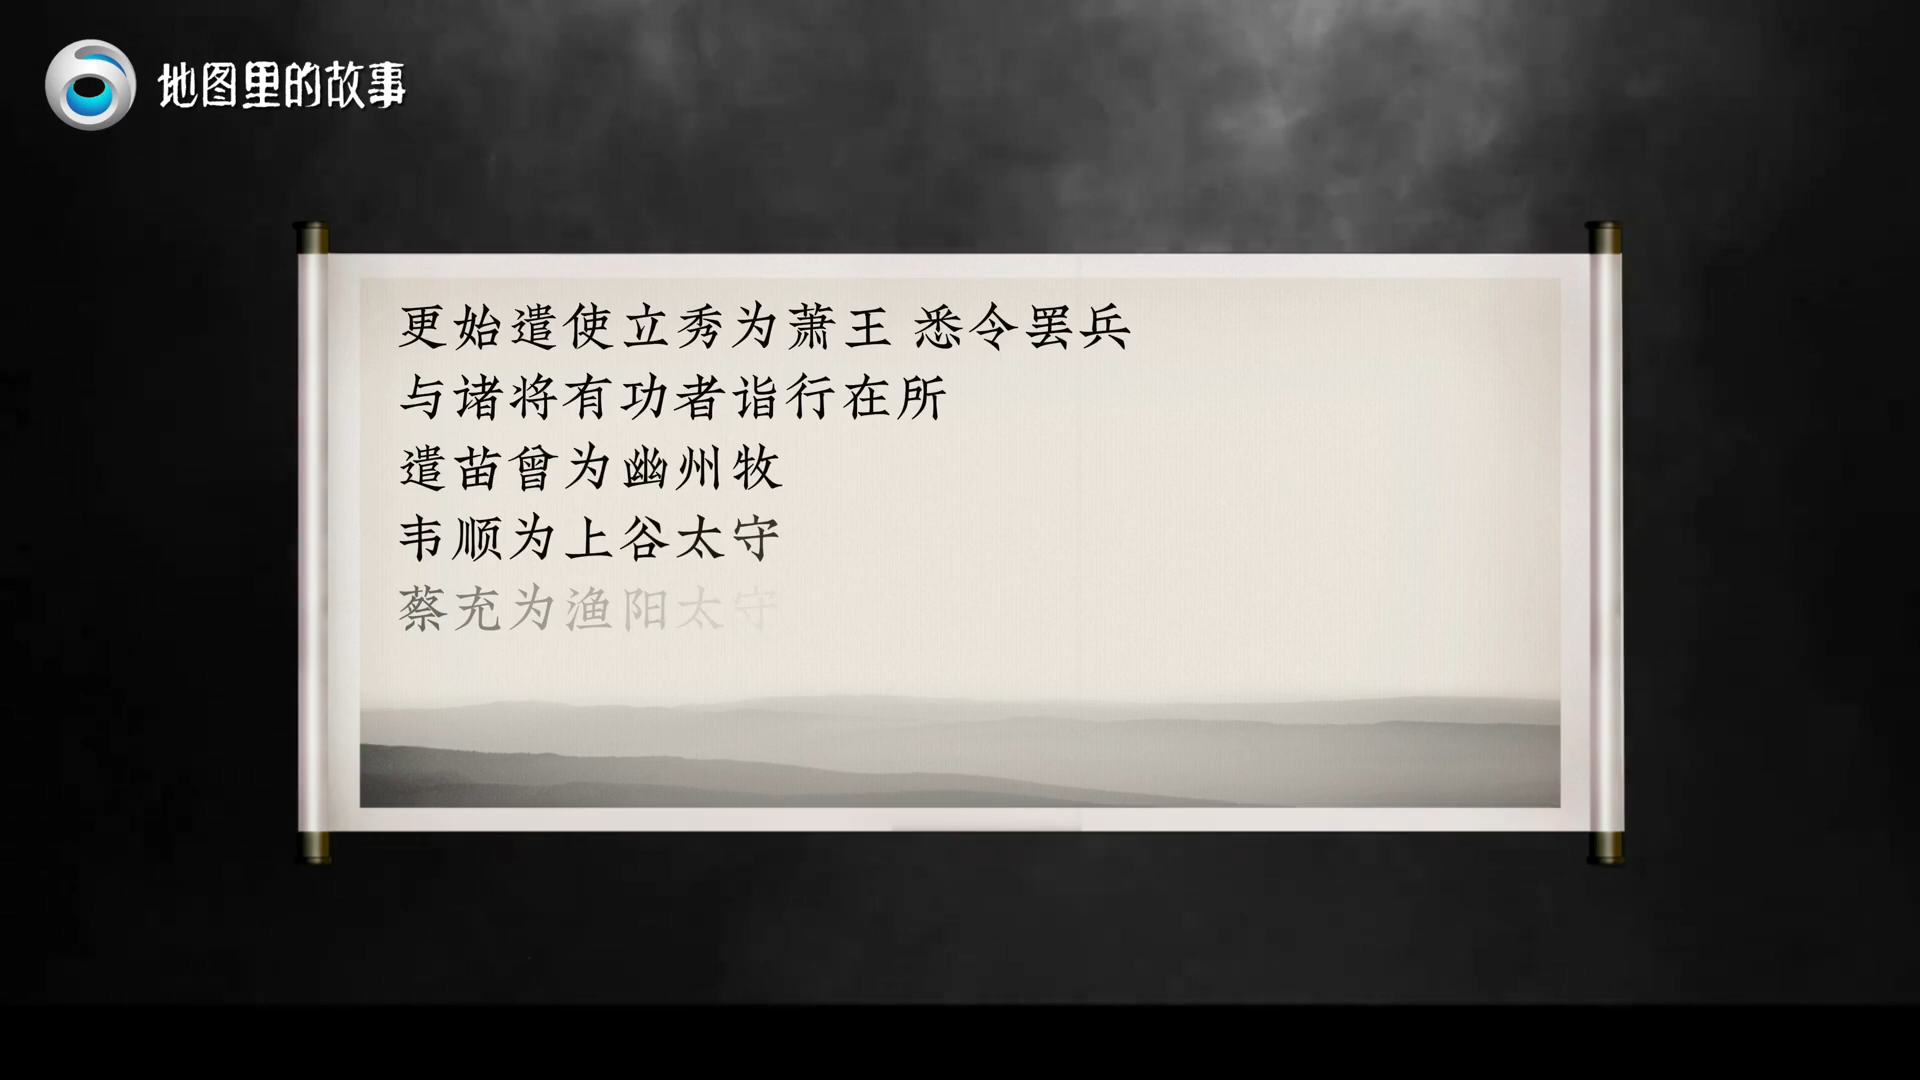 地图里的故事
更始遣使立秀为萧王 悉令罢兵
与诸将有功者诣行在所
遣苗曾为幽州牧
韦顺为上谷太守
蔡充为渔阳太守